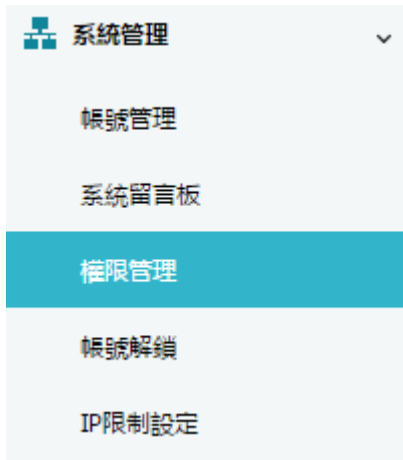 系統管理
帳號管理
系統留言板
權限管理
帳號解鎖
IP限制設定